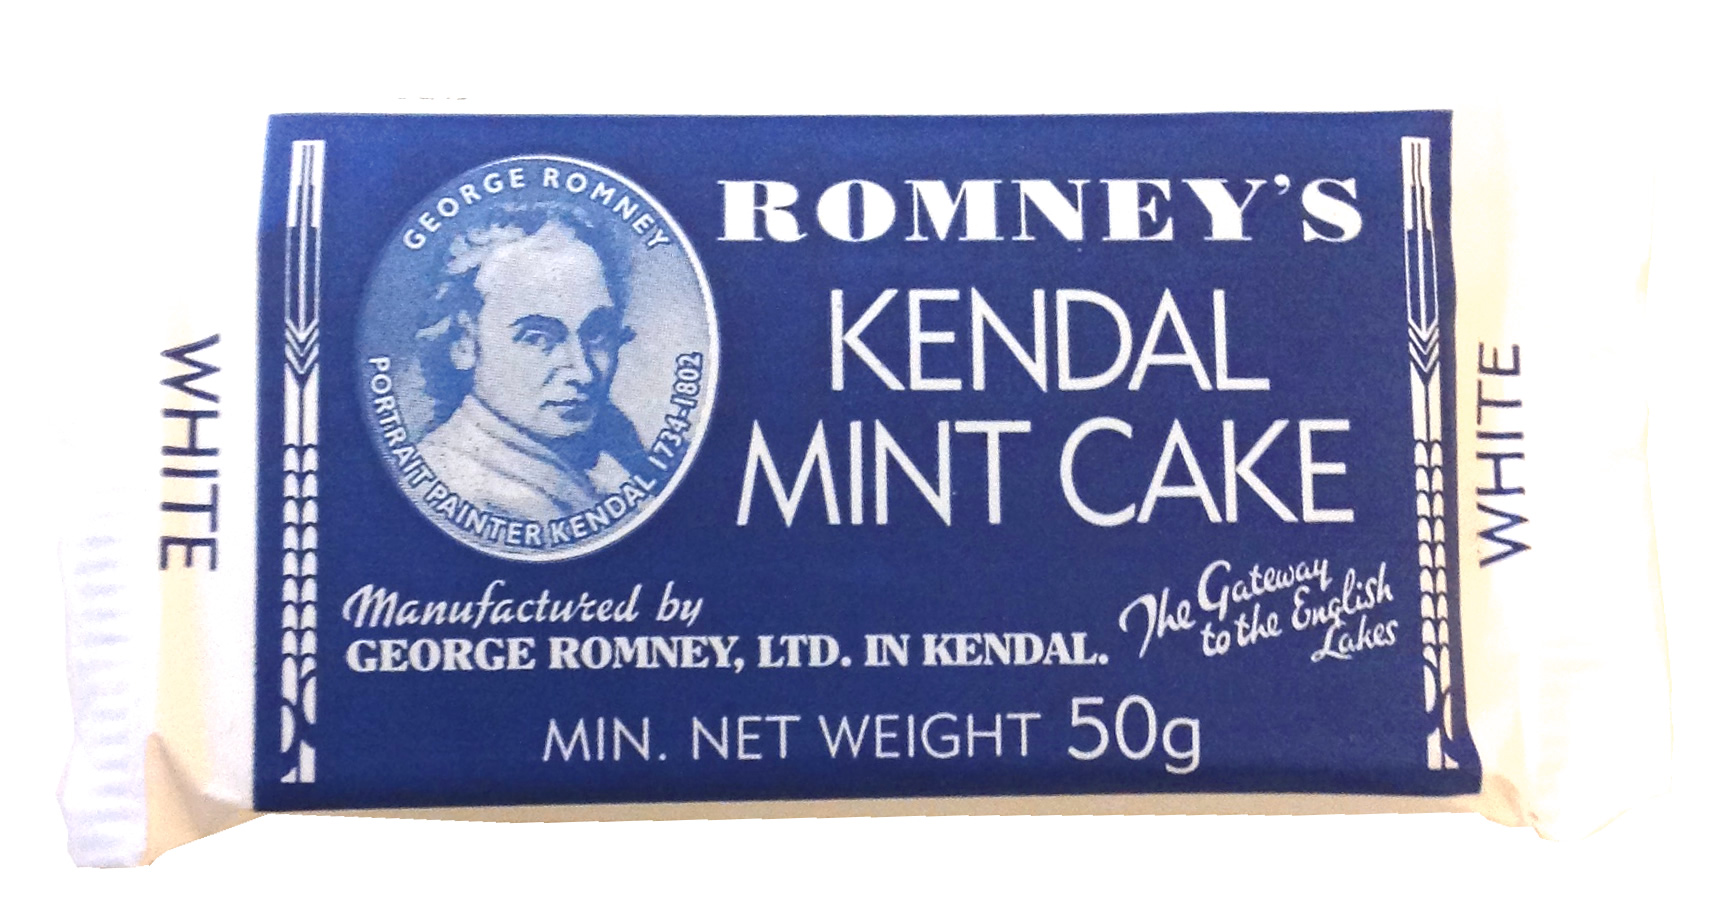 WHITE
GEORGE ROMNEY
PORTRAIT PAINTER KENDAL 1734-1802
ROMNEY'S
KENDAL
MINT CAKE
Manufactured by
GEORGE ROMNEY, LTD. IN KENDAL.
The Gateway
to the English
Lakes
MIN. NET WEIGHT 50g
WHITE